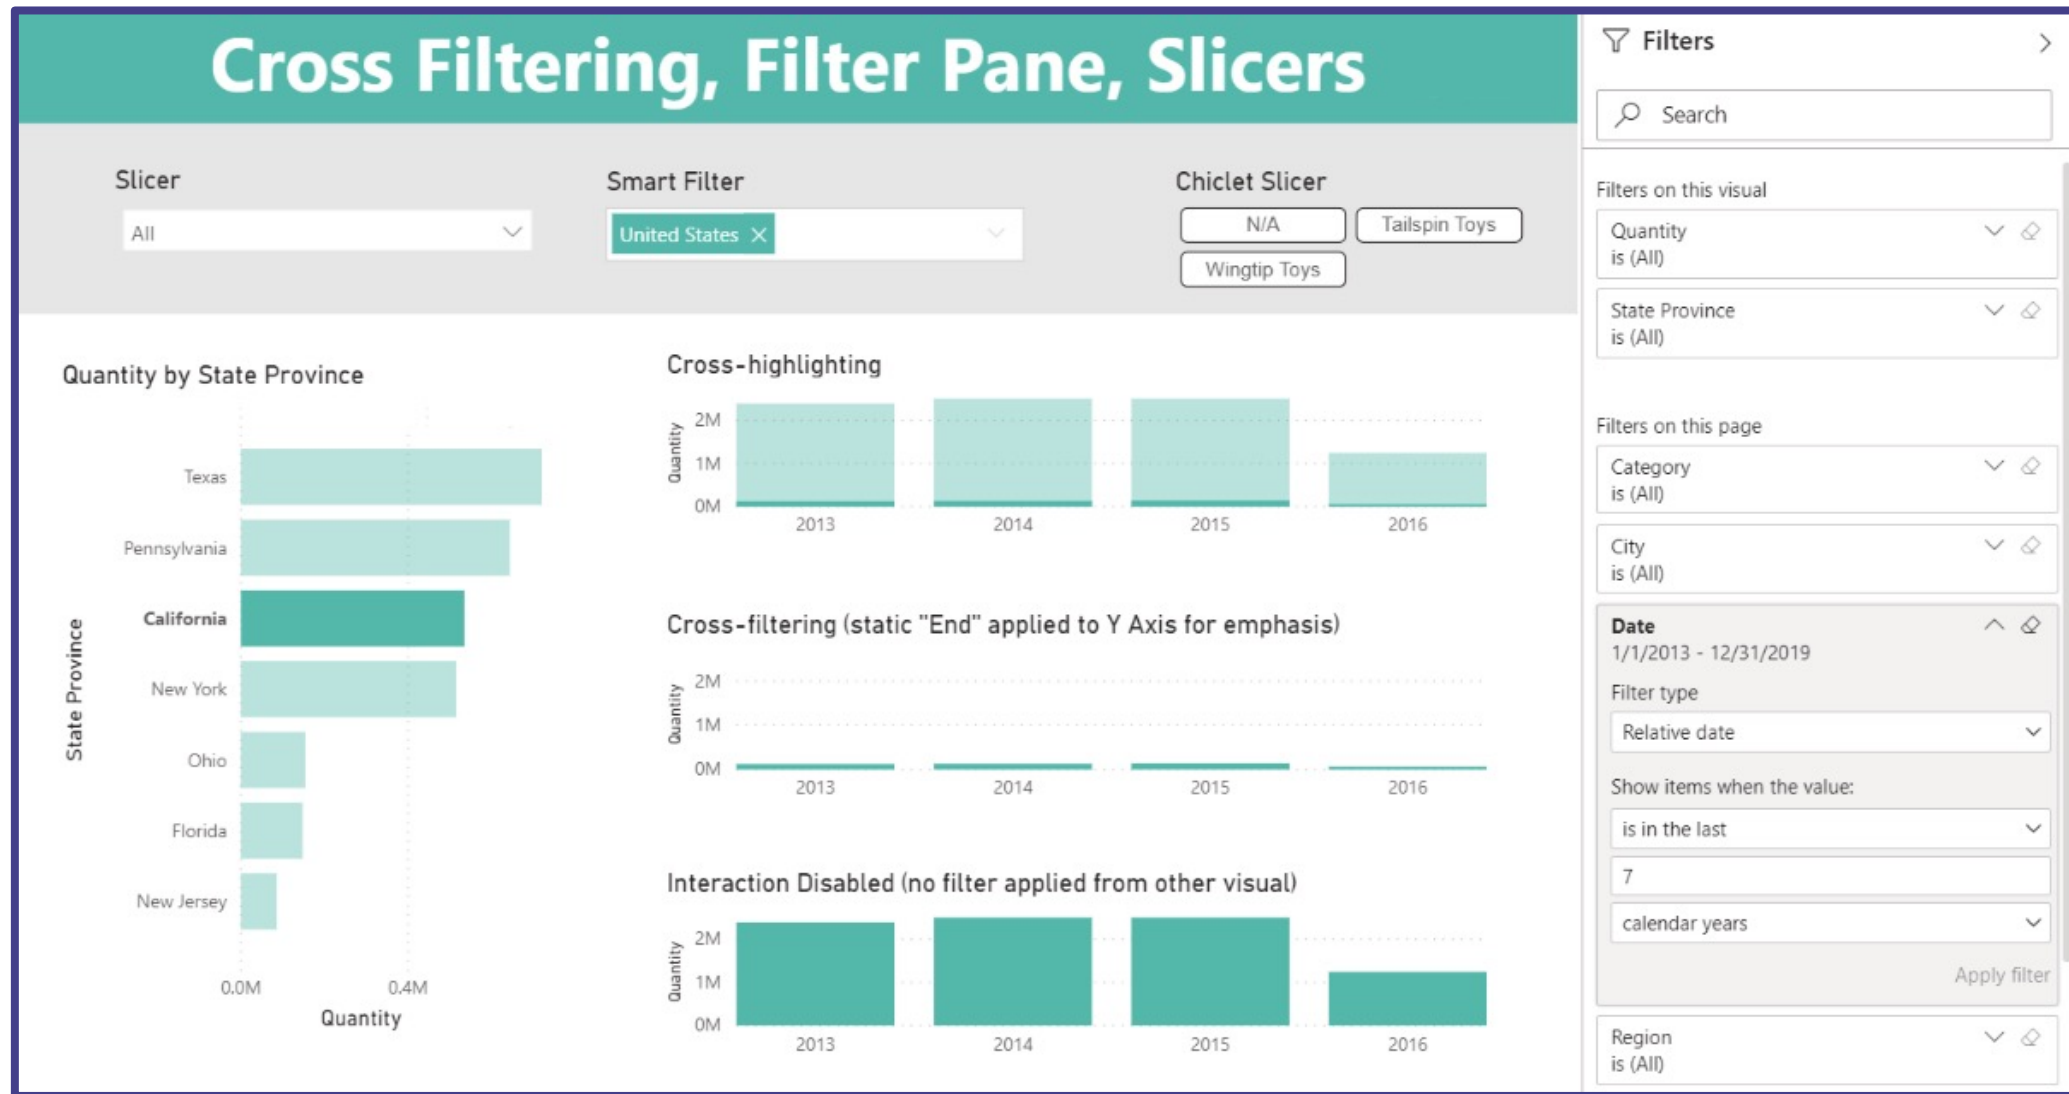 Cross Filtering, Filter Pane, Slicers
Slicer
All
Smart Filter
United States
Chiclet Slicer
N/A
Tailspin Toys
Wingtip Toys
Quantity by State Province
State Province
Texas
Pennsylvania
California
New York
Ohio
Florida
New Jersey
0.0M 0.4M
Quantity
Cross-highlighting
Quantity
2M
1M
0M
2013 2014 2015 2016
Cross-filtering (static "End" applied to Y Axis for emphasis)
Quantity
2M
1M
0M
2013 2014 2015 2016
Interaction Disabled (no filter applied from other visual)
Quantity
2M
1M
0M
2013 2014 2015 2016
Filters
Search
Filters on this visual
Quantity
is (All)
State Province
is (All)
Filters on this page
Category
is (All)
City
is (All)
Date
1/1/2013 - 12/31/2019
Filter type
Relative date
Show items when the value:
is in the last
7
calendar years
Apply filter
Region
is (All)